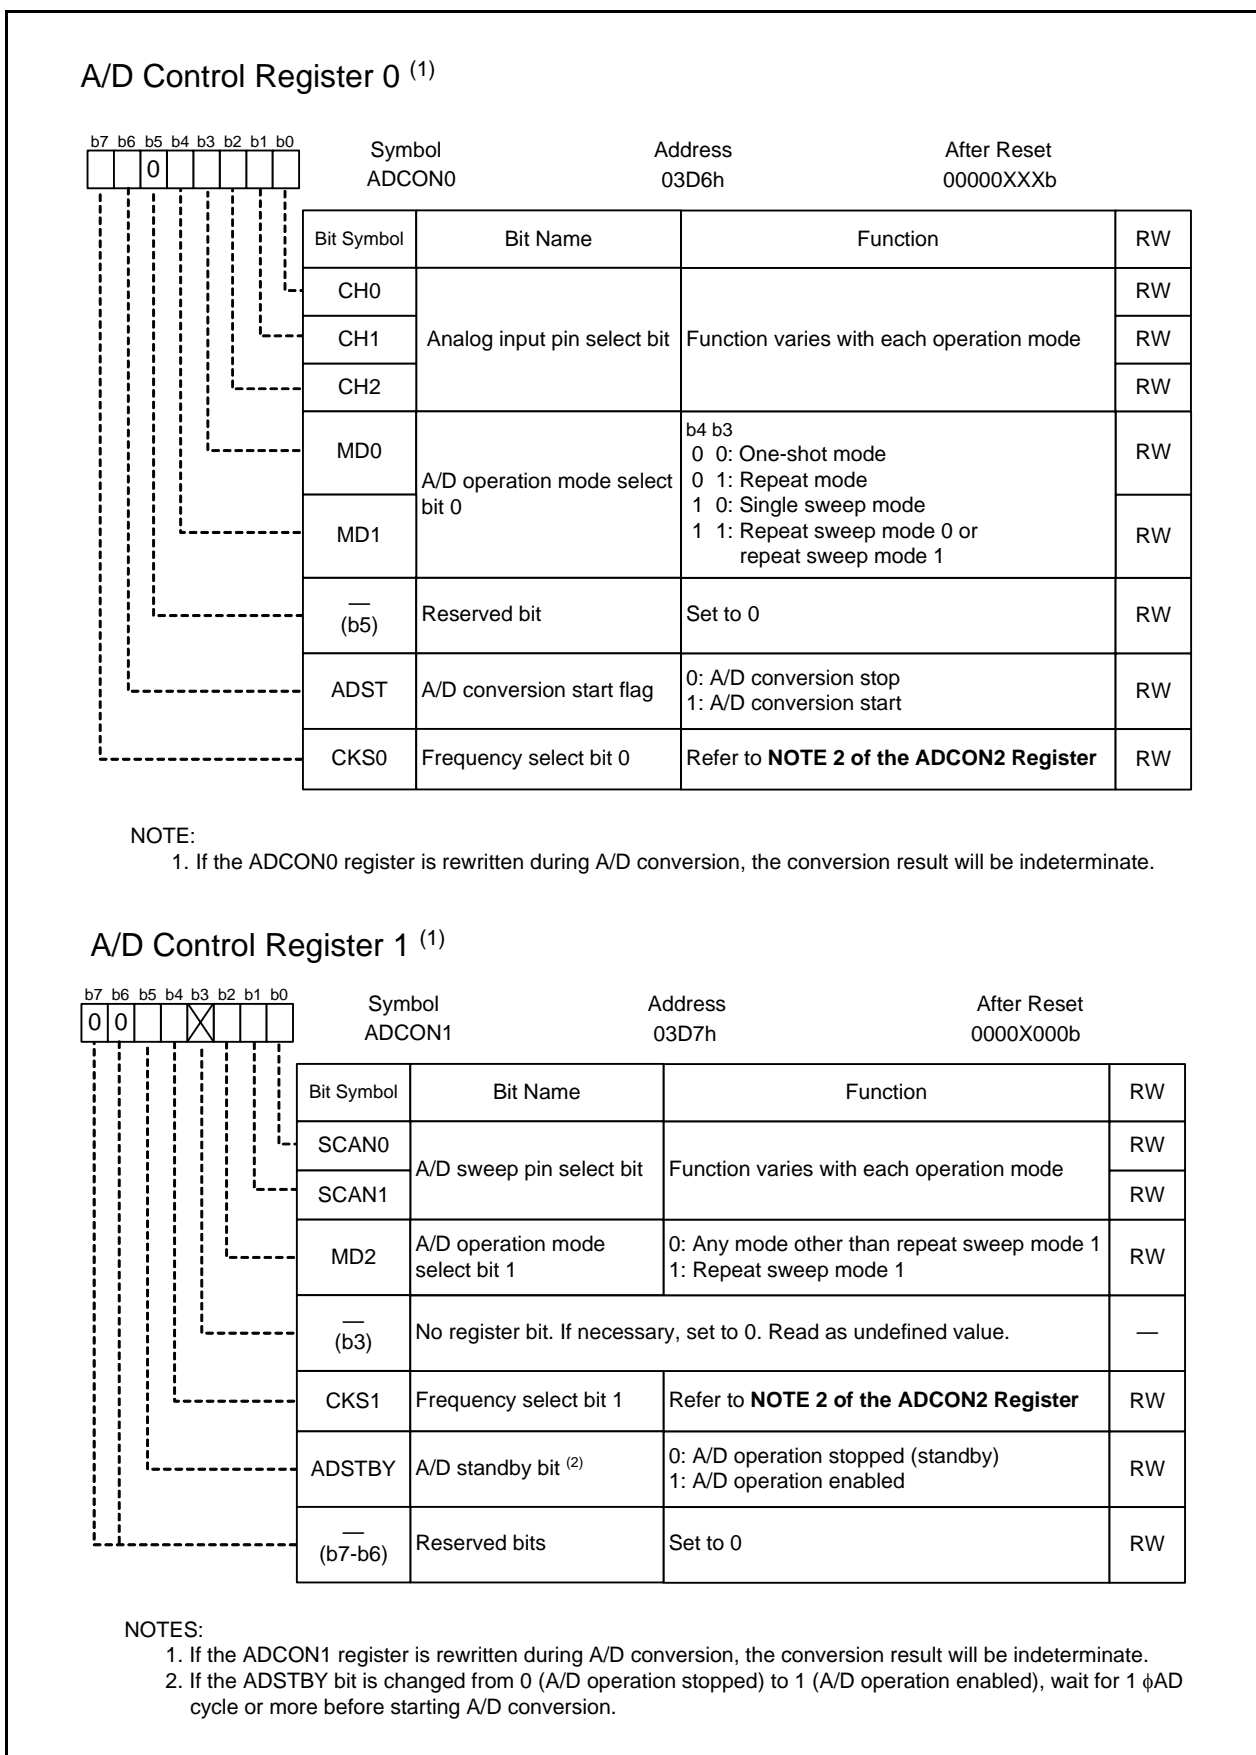 A/D Control Register 0 (1)
b7 b6 b5 b4 b3 b2 b1 b0
0
Symbol Address After Reset
ADCON0 03D6h 00000XXXb
Bit Symbol Bit Name Function RW
CH0 RW
CH1 Analog input pin select bit Function varies with each operation mode RW
CH2 RW
MD0 RW
MD1 RW
A/D operation mode select
bit 0
b4 b3
0 0: One-shot mode
0 1: Repeat mode
1 0: Single sweep mode
1 1: Repeat sweep mode 0 or
repeat sweep mode 1
—
(b5) Reserved bit Set to 0 RW
ADST A/D conversion start flag 0: A/D conversion stop
1: A/D conversion start RW
CKS0 Frequency select bit 0 Refer to NOTE 2 of the ADCON2 Register RW
NOTE:
1. If the ADCON0 register is rewritten during A/D conversion, the conversion result will be indeterminate.
A/D Control Register 1 (1)
b7 b6 b5 b4 b3 b2 b1 b0
0 0
Symbol Address After Reset
ADCON1 03D7h 0000X000b
Bit Symbol Bit Name Function RW
SCAN0 RW
A/D sweep pin select bit Function varies with each operation mode
SCAN1 RW
MD2 A/D operation mode
select bit 1
0: Any mode other than repeat sweep mode 1
1: Repeat sweep mode 1 RW
—
(b3) No register bit. If necessary, set to 0. Read as undefined value. —
CKS1 Frequency select bit 1 Refer to NOTE 2 of the ADCON2 Register RW
ADSTBY A/D standby bit (2) 0: A/D operation stopped (standby)
1: A/D operation enabled RW
—
(b7-b6) Reserved bits Set to 0 RW
NOTES:
1. If the ADCON1 register is rewritten during A/D conversion, the conversion result will be indeterminate.
2. If the ADSTBY bit is changed from 0 (A/D operation stopped) to 1 (A/D operation enabled), wait for 1 ϕAD
cycle or more before starting A/D conversion.